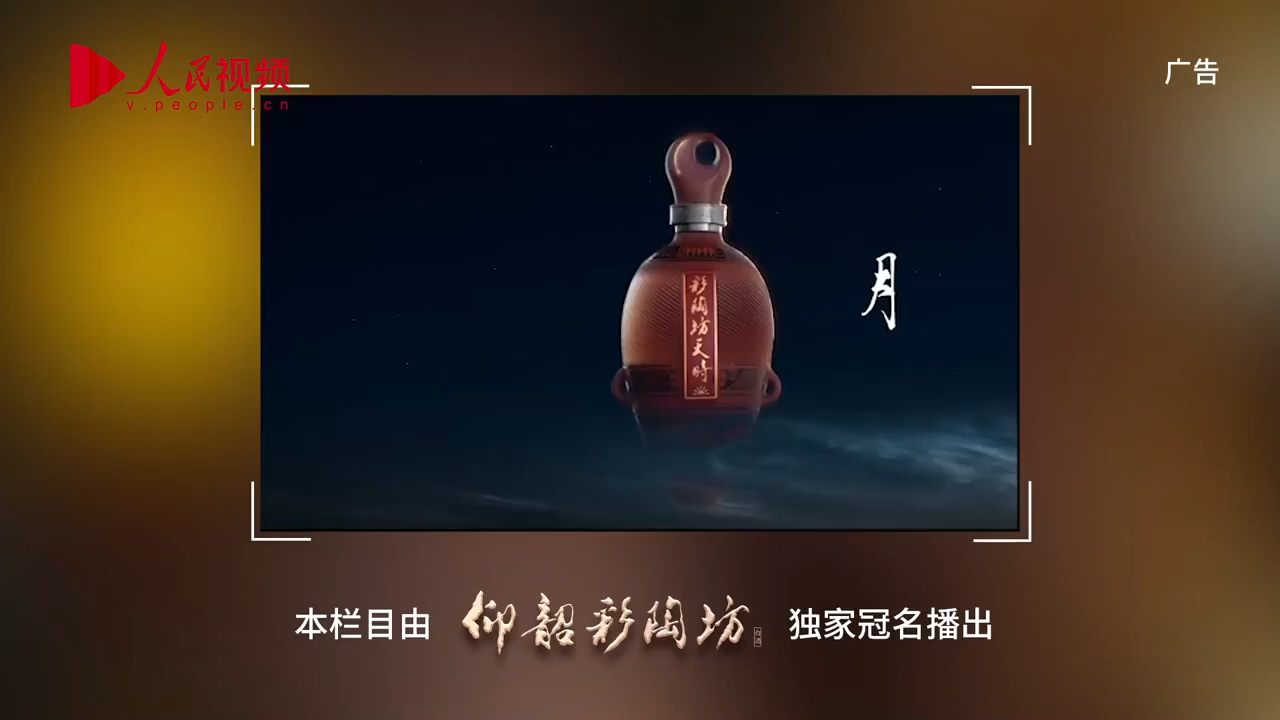 人民视频
v.people.cn
广告
月
彩陶坊天时
本栏目由 仰韶彩陶坊 独家冠名播出